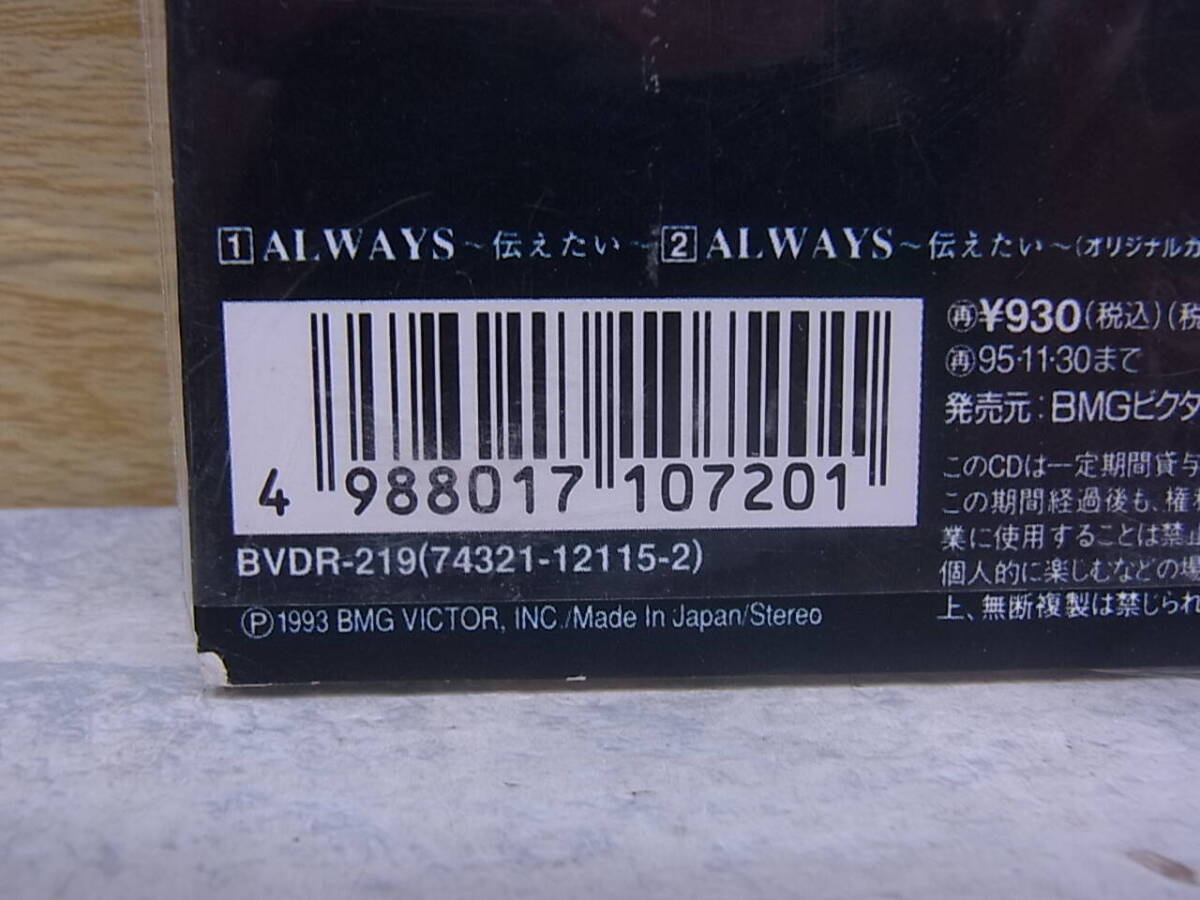 1 ALWAYS～伝えたい～ 2 ALWAYS～伝えたい～(オリジナルカ
再¥930(税込)(税
再95・11・30まで
発売元:BMGビクタ
4 988017 107201
BVDR-219(74321-12115-2)
このCDは一定期間貸与
この期間経過後も、権
業に使用することは禁止
個人的に楽しむなどの場
上、無断複製は禁じられ
Ⓟ1993 BMG VICTOR, INC./Made In Japan/Stereo